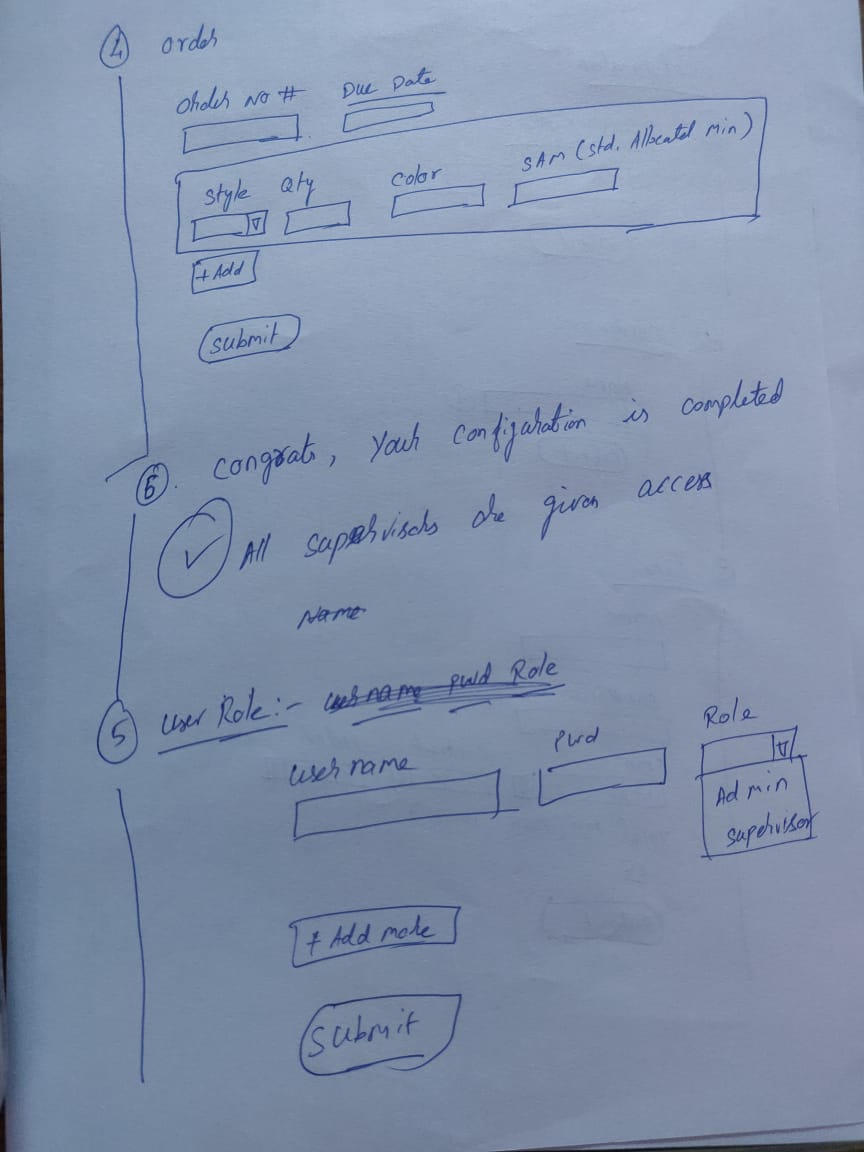 4 order
Order No # Due Date
Style Qty Color SAM (Std. Allocated Min)
+ Add
Submit
6. Congrats, Your configuration is completed
All supervisors are given access
Name
5 User Role:- username pwd Role
User name Pwd Role
Admin
Supervisor
+ Add more
Submit